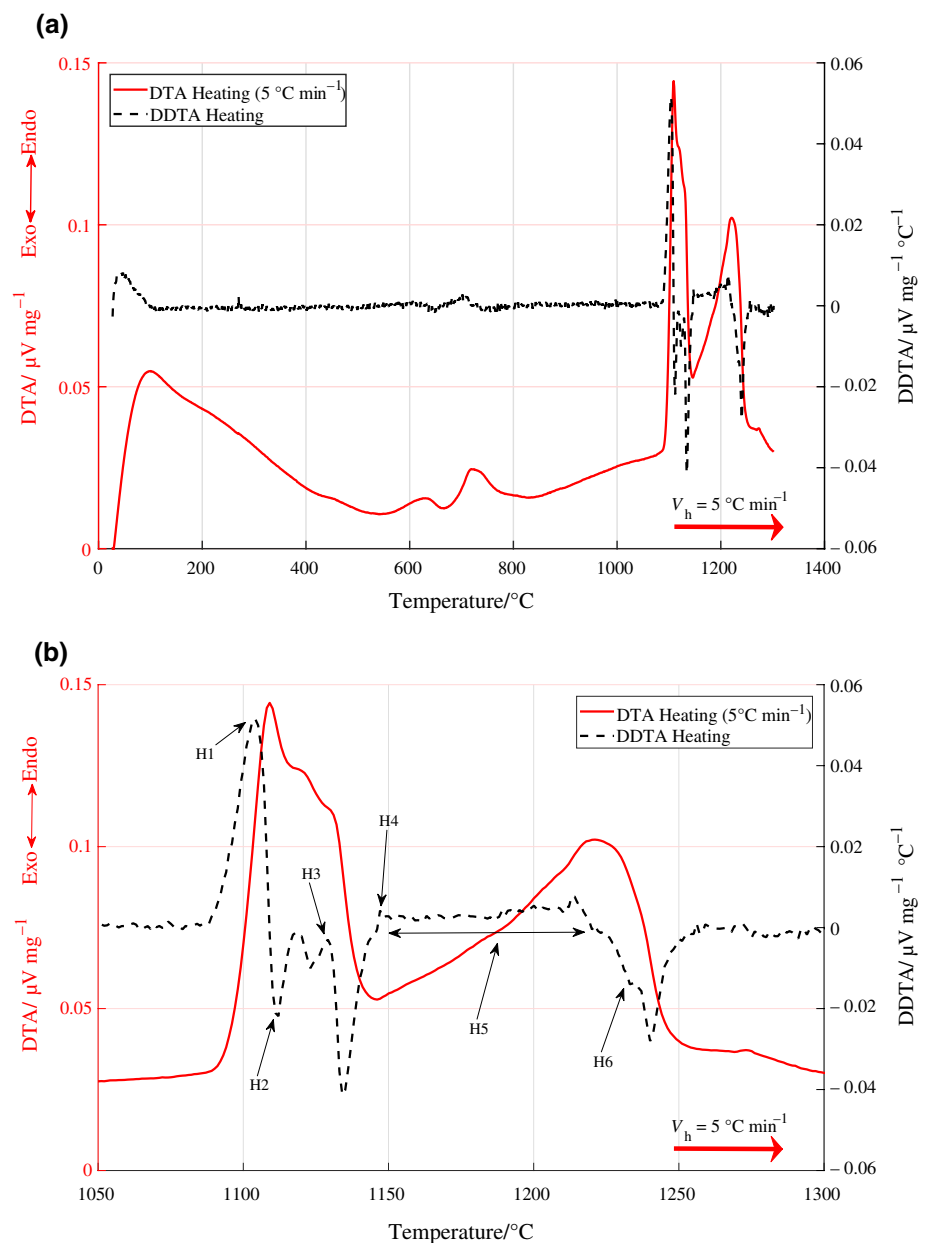 (a)
0.15
0.1
0.05
0
DTA/ µV mg⁻¹
Exo
Endo
DTA Heating (5 °C min⁻¹)
DDTA Heating
0.06
0.04
0.02
0
−0.02
−0.04
−0.06
DDTA/ µV mg⁻¹ °C⁻¹
Vh = 5 °C min⁻¹
0 200 400 600 800 1000 1200 1400
Temperature/°C
(b)
0.15
0.1
0.05
0
DTA/ µV mg⁻¹
Exo
Endo
DTA Heating (5°C min⁻¹)
DDTA Heating
H1
H2
H3
H4
H5
H6
0.06
0.04
0.02
0
−0.02
−0.04
−0.06
DDTA/ µV mg⁻¹ °C⁻¹
Vh = 5 °C min⁻¹
1050 1100 1150 1200 1250 1300
Temperature/°C